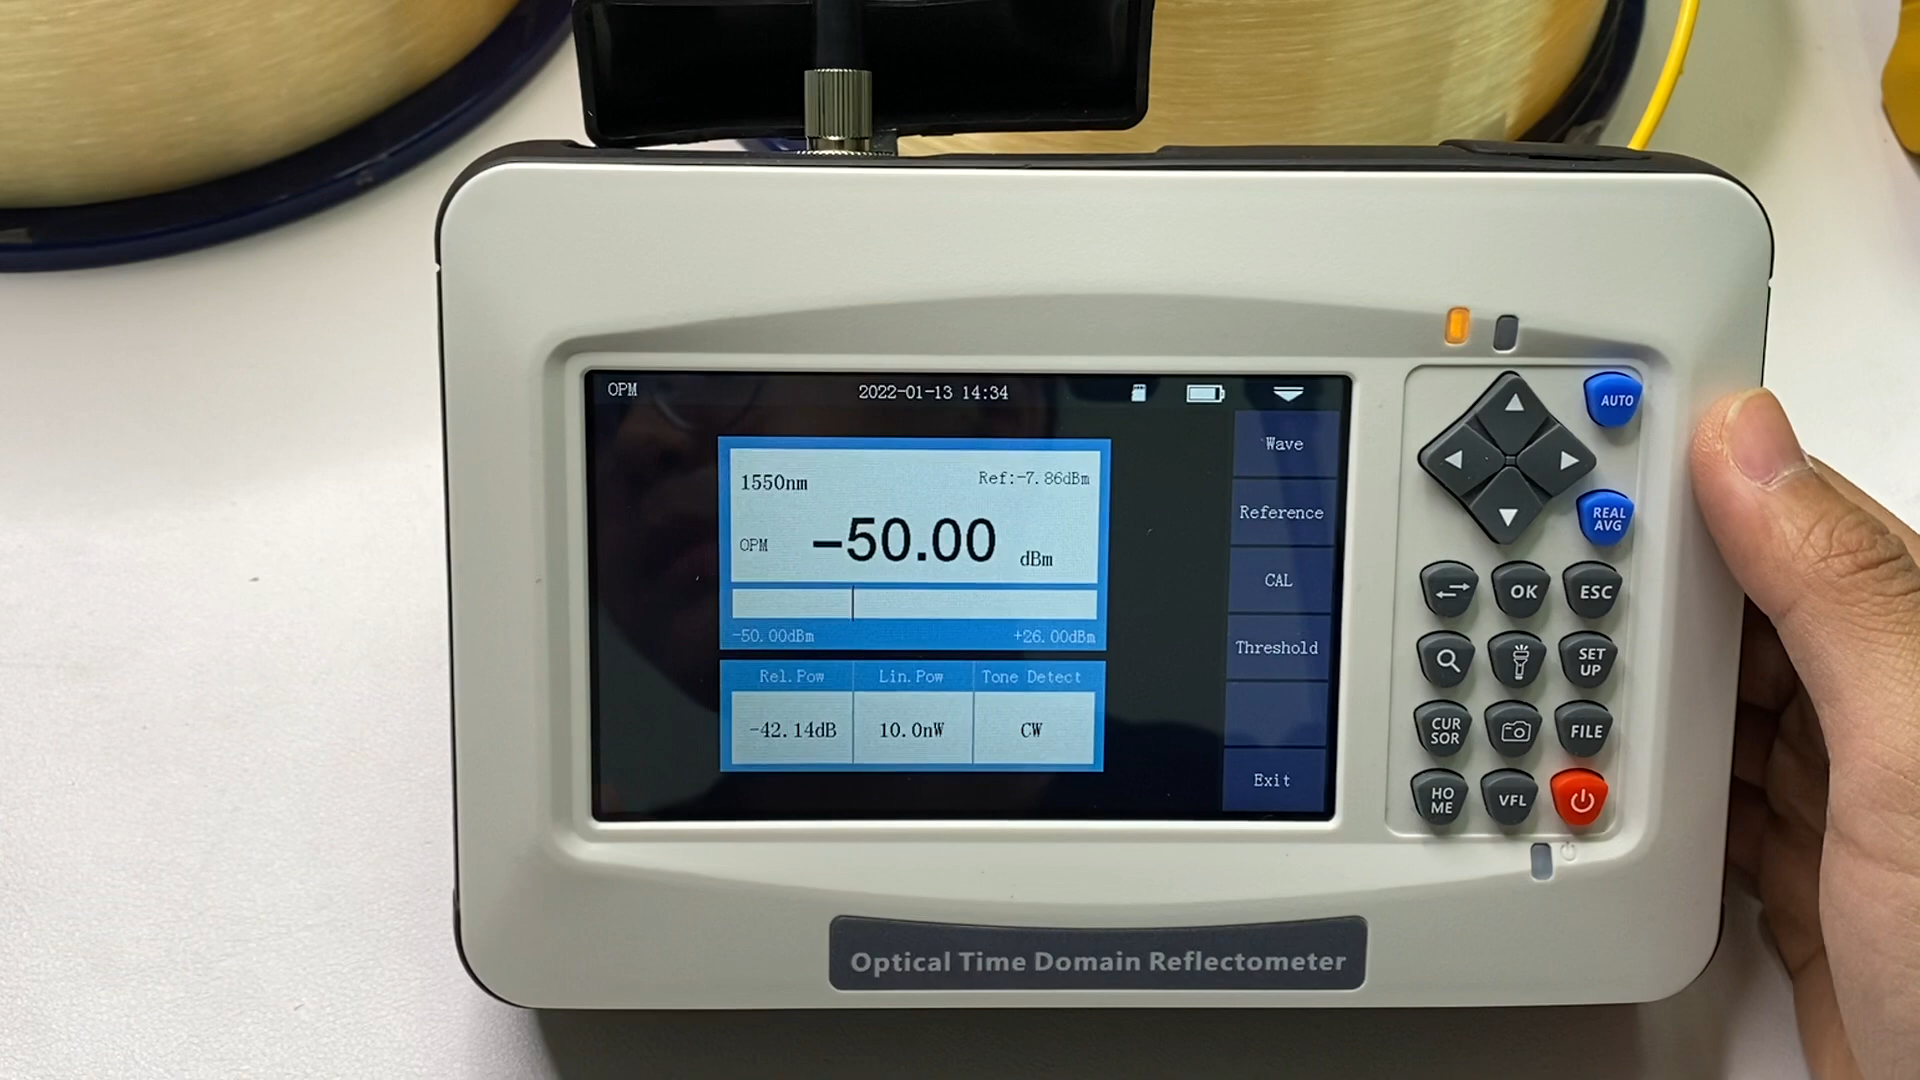 OPM
2022-01-13 14:34
1550nm
Ref:-7.86dBm
OPM
-50.00
dBm
-50.00dBm
+26.00dBm
Rel.Pow
Lin.Pow
Tone Detect
-42.14dB
10.0nW
CW
Wave
Reference
CAL
Threshold
Exit
AUTO
REAL
AVG
OK
ESC
SET
UP
CUR
SOR
FILE
HO
ME
VFL
Optical Time Domain Reflectometer